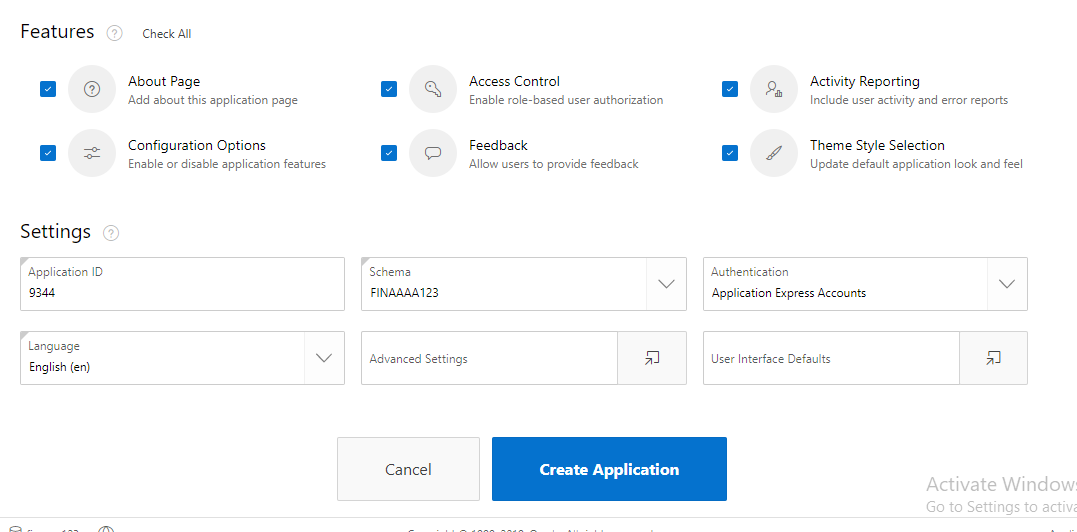 Features Check All
About Page
Add about this application page
Access Control
Enable role-based user authorization
Activity Reporting
Include user activity and error reports
Configuration Options
Enable or disable application features
Feedback
Allow users to provide feedback
Theme Style Selection
Update default application look and feel
Settings
Application ID
9344
Schema
FINAAAA123
Authentication
Application Express Accounts
Language
English (en)
Advanced Settings
User Interface Defaults
Cancel
Create Application
Activate Windows
Go to Settings to activa